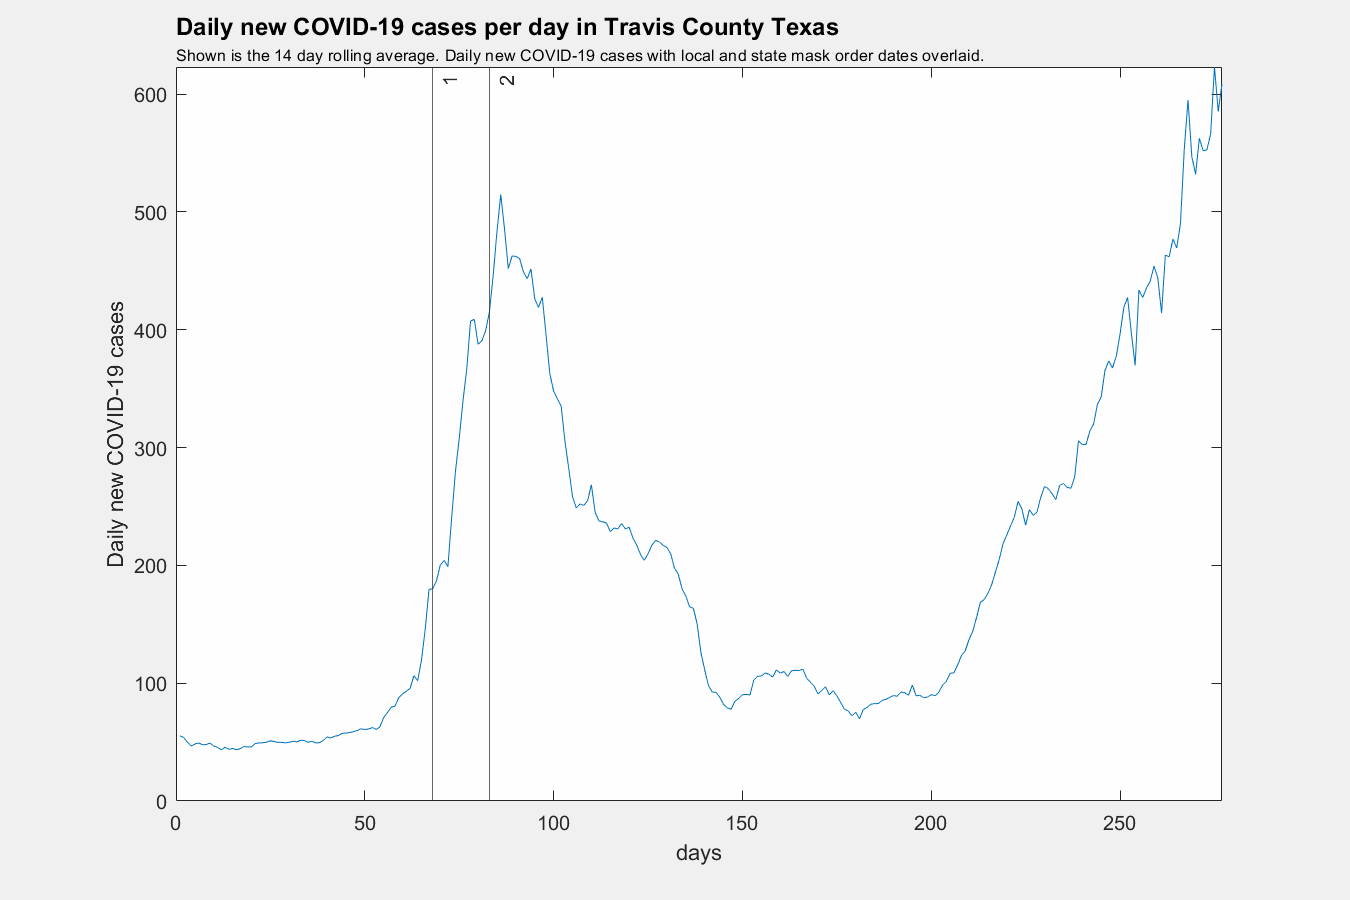 Daily new COVID-19 cases per day in Travis County Texas
Shown is the 14 day rolling average. Daily new COVID-19 cases with local and state mask order dates overlaid.
1
2
600
500
400
300
200
100
0
Daily new COVID-19 cases
0 50 100 150 200 250
days